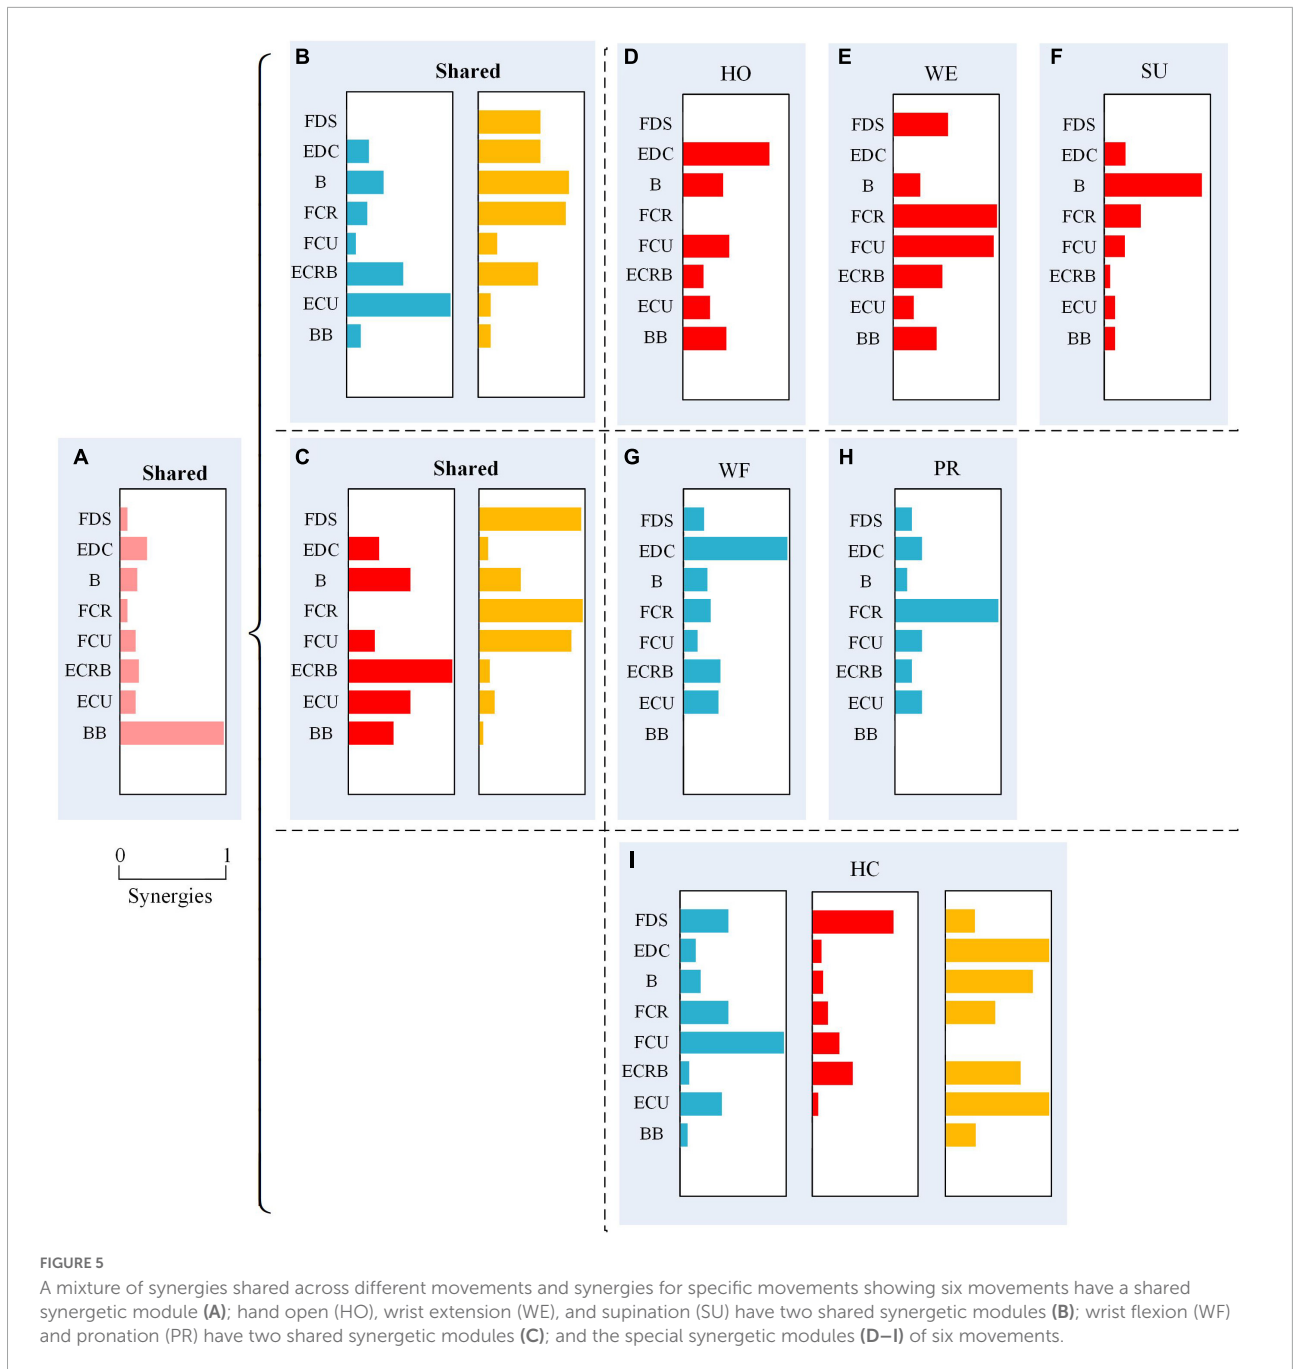 B
Shared
FDS
EDC
B
FCR
FCU
ECRB
ECU
BB
D
HO
FDS
EDC
B
FCR
FCU
ECRB
ECU
BB
E
WE
FDS
EDC
B
FCR
FCU
ECRB
ECU
BB
F
SU
FDS
EDC
B
FCR
FCU
ECRB
ECU
BB
A
Shared
FDS
EDC
B
FCR
FCU
ECRB
ECU
BB
0 1
Synergies
C
Shared
FDS
EDC
B
FCR
FCU
ECRB
ECU
BB
G
WF
FDS
EDC
B
FCR
FCU
ECRB
ECU
BB
H
PR
FDS
EDC
B
FCR
FCU
ECRB
ECU
BB
I
HC
FDS
EDC
B
FCR
FCU
ECRB
ECU
BB
FIGURE 5
A mixture of synergies shared across different movements and synergies for specific movements showing six movements have a shared
synergetic module (A); hand open (HO), wrist extension (WE), and supination (SU) have two shared synergetic modules (B); wrist flexion (WF)
and pronation (PR) have two shared synergetic modules (C); and the special synergetic modules (D–I) of six movements.